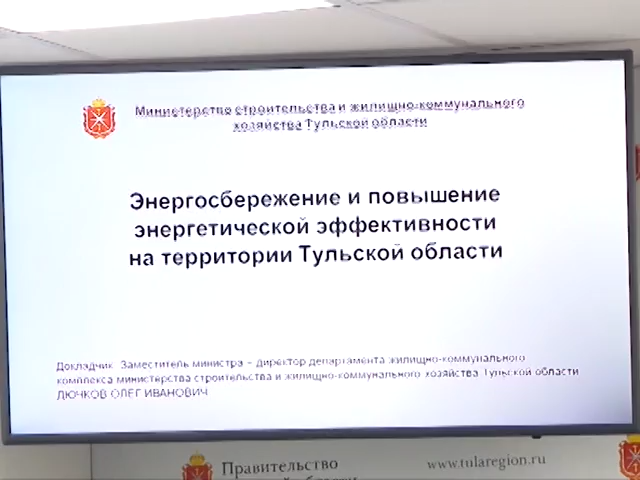 Министерство строительства и жилищно-коммунального
хозяйства Тульской области
Энергосбережение и повышение
энергетической эффективности
на территории Тульской области
Докладчик: Заместитель министра – директор департамента жилищно-коммунального
комплекса министерства строительства и жилищно-коммунального хозяйства Тульской области
ЛЮЧКОВ ОЛЕГ ИВАНОВИЧ
Правительство
www.tularegion.ru
области